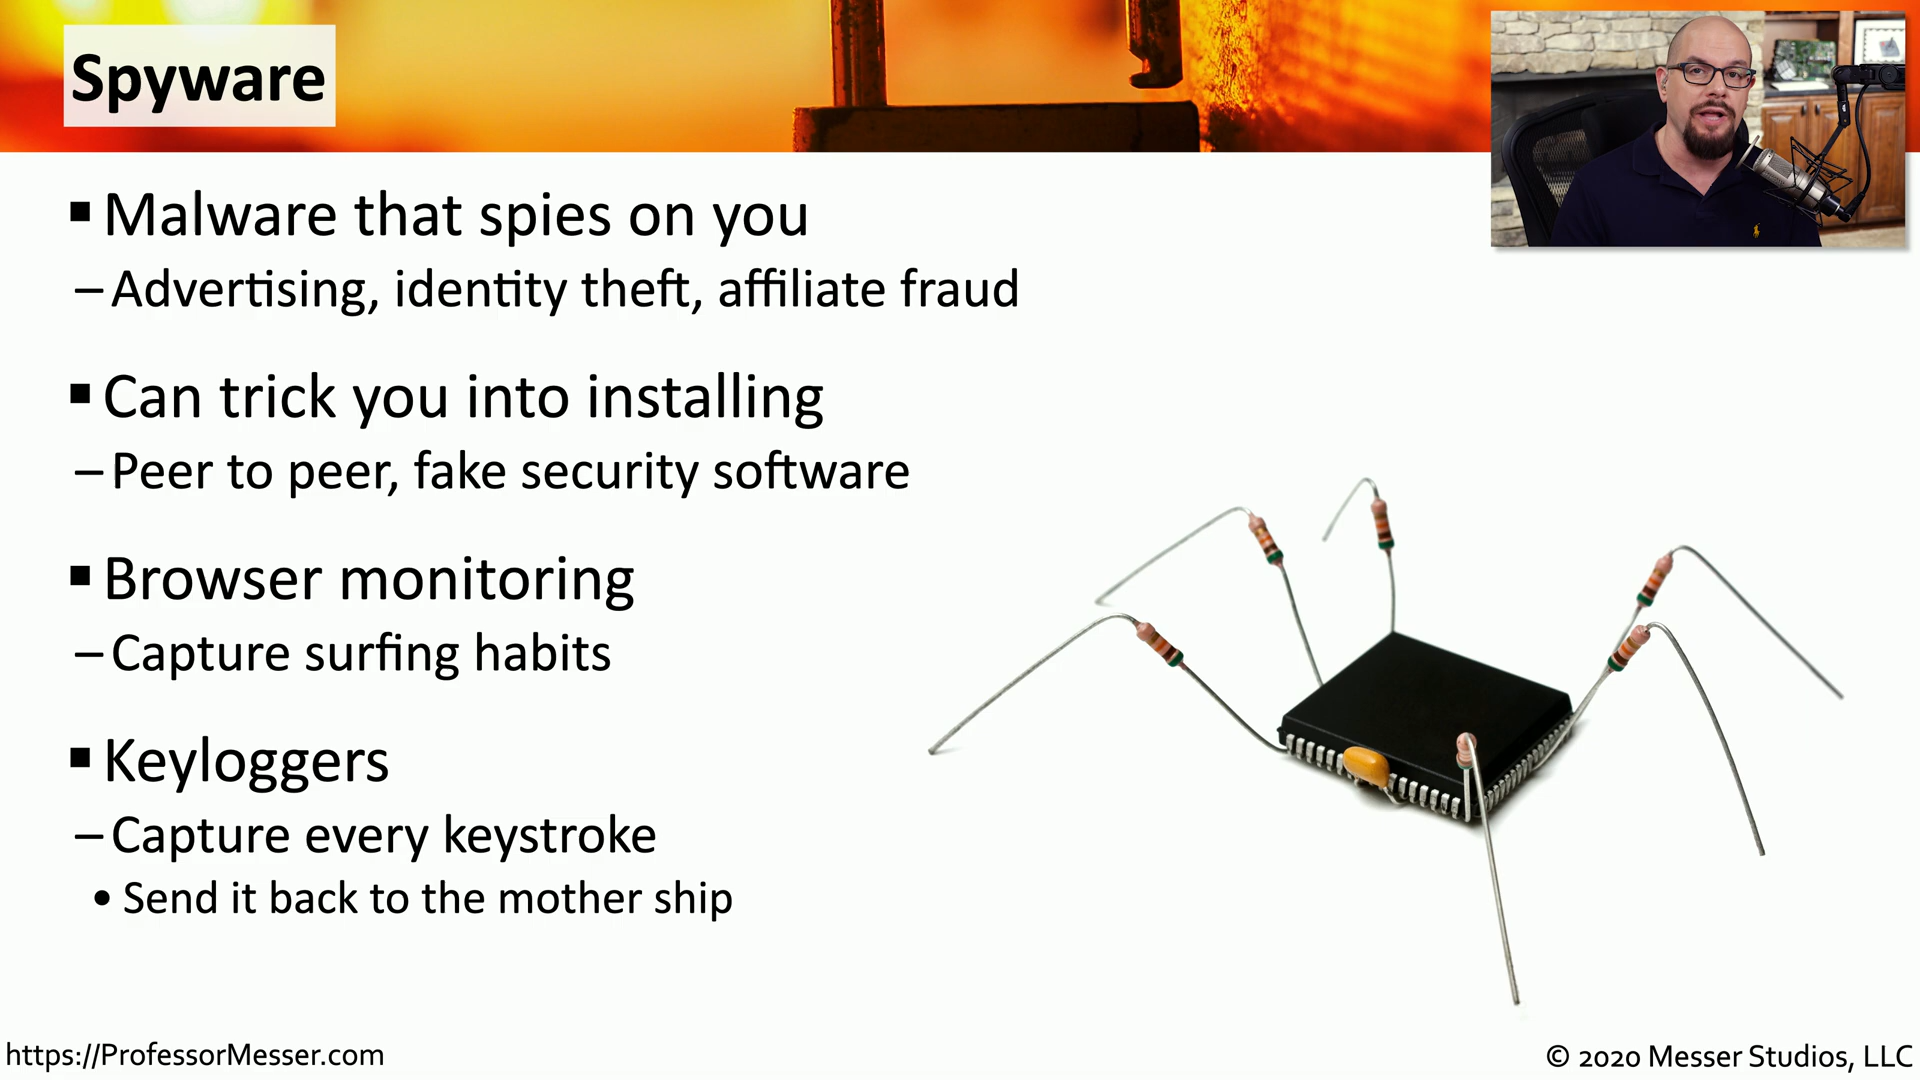 Spyware
▪ Malware that spies on you
– Advertising, identity theft, affiliate fraud
▪ Can trick you into installing
– Peer to peer, fake security software
▪ Browser monitoring
– Capture surfing habits
▪ Keyloggers
– Capture every keystroke
• Send it back to the mother ship
https://ProfessorMesser.com
© 2020 Messer Studios, LLC